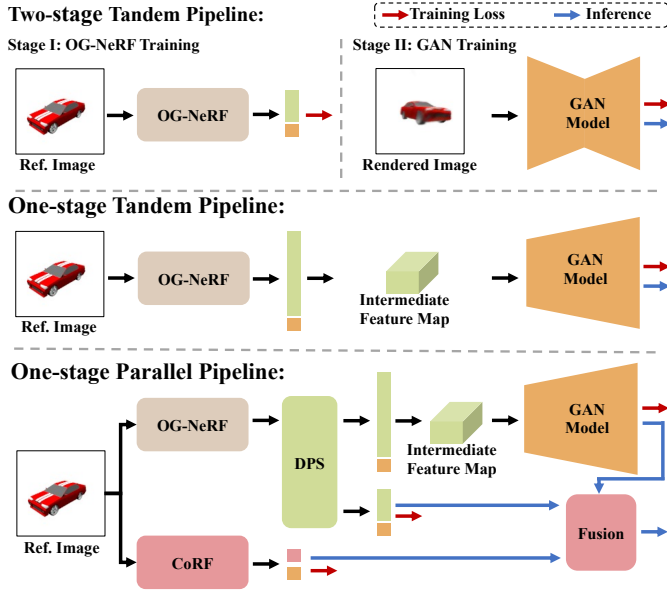 Two-stage Tandem Pipeline:
Training Loss
Inference
Stage I: OG-NeRF Training
Stage II: GAN Training
OG-NeRF
GAN
Model
Ref. Image
Rendered Image
One-stage Tandem Pipeline:
OG-NeRF
GAN
Model
Intermediate
Feature Map
Ref. Image
One-stage Parallel Pipeline:
OG-NeRF
GAN
Model
Intermediate
Feature Map
DPS
Fusion
Ref. Image
CoRF